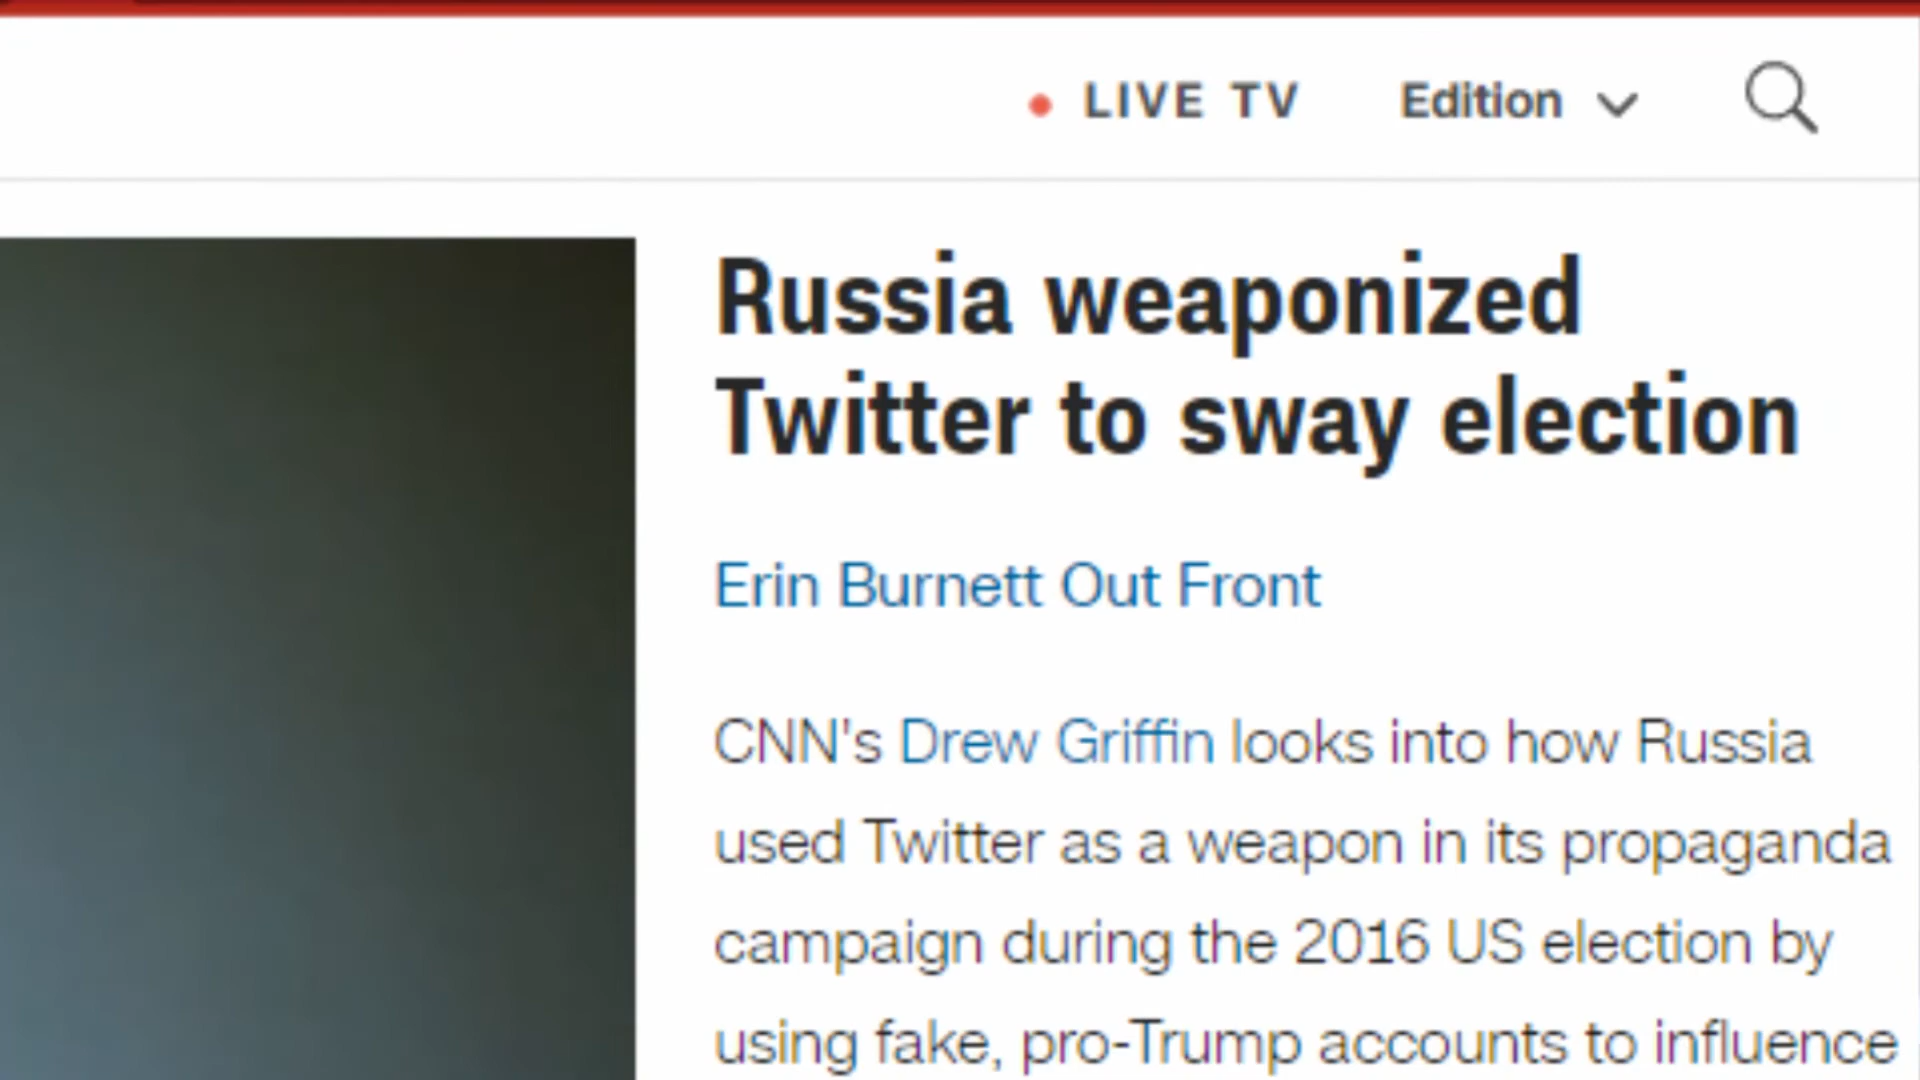 LIVE TV Edition
Russia weaponized
Twitter to sway election
Erin Burnett Out Front
CNN's Drew Griffin looks into how Russia
used Twitter as a weapon in its propaganda
campaign during the 2016 US election by
using fake, pro-Trump accounts to influence